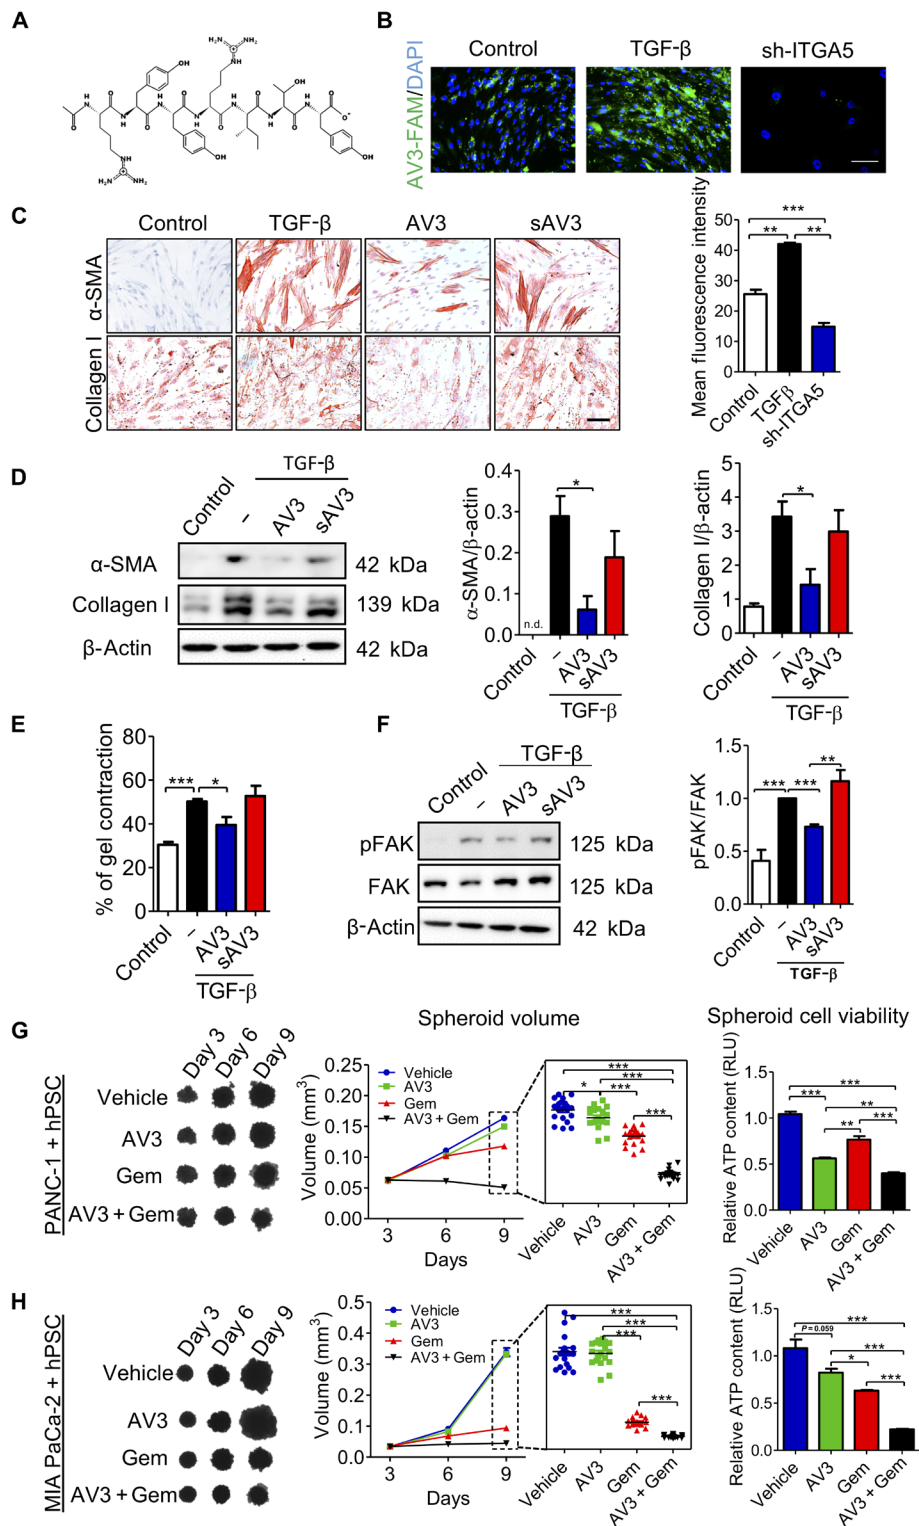 A
NH₂
H₂N
NH
OH
O
H
N
O⁻
B
Control
TGF-β
sh-ITGA5
AV3-FAM/DAPI
C
Control
TGF-β
AV3
sAV3
α-SMA
Collagen I
Mean fluorescence intensity
50
40
30
20
10
0
***
** **
Control
TGFβ
sh-ITGA5
D
TGF-β
Control
–
AV3
sAV3
α-SMA
42 kDa
Collagen I
139 kDa
β-Actin
42 kDa
α-SMA/β-actin
0.4
0.3
0.2
0.1
0.0
*
n.d.
Control
–
AV3
sAV3
TGF-β
Collagen I/β-actin
5
4
3
2
1
0
*
Control
–
AV3
sAV3
TGF-β
E
% of gel contraction
80
60
40
20
0
*** *
Control
–
AV3
sAV3
TGF-β
F
TGF-β
Control
–
AV3
sAV3
pFAK
125 kDa
FAK
125 kDa
β-Actin
42 kDa
pFAK/FAK
1.5
1.0
0.5
0.0
**
*** ***
Control
–
AV3
sAV3
TGF-β
G
PANC-1 + hPSC
Day 3
Day 6
Day 9
Vehicle
AV3
Gem
AV3 + Gem
Spheroid volume
Volume (mm³)
0.25
0.20
0.15
0.10
0.05
0.00
Vehicle
AV3
Gem
AV3 + Gem
3 6 9
Days
***
***
* ***
***
Vehicle
AV3
Gem
AV3 + Gem
Spheroid cell viability
Relative ATP content (RLU)
1.5
1.0
0.5
0.0
***
*** **
***
**
Vehicle
AV3
Gem
AV3 + Gem
H
MIA PaCa-2 + hPSC
Day 3
Day 6
Day 9
Vehicle
AV3
Gem
AV3 + Gem
Volume (mm³)
0.5
0.4
0.3
0.2
0.1
0.0
Vehicle
AV3
Gem
AV3 + Gem
3 6 9
Days
***
***
***
***
Vehicle
AV3
Gem
AV3 + Gem
Relative ATP content (RLU)
1.5
1.0
0.5
0.0
***
P = 0.059
***
*
***
Vehicle
AV3
Gem
AV3 + Gem